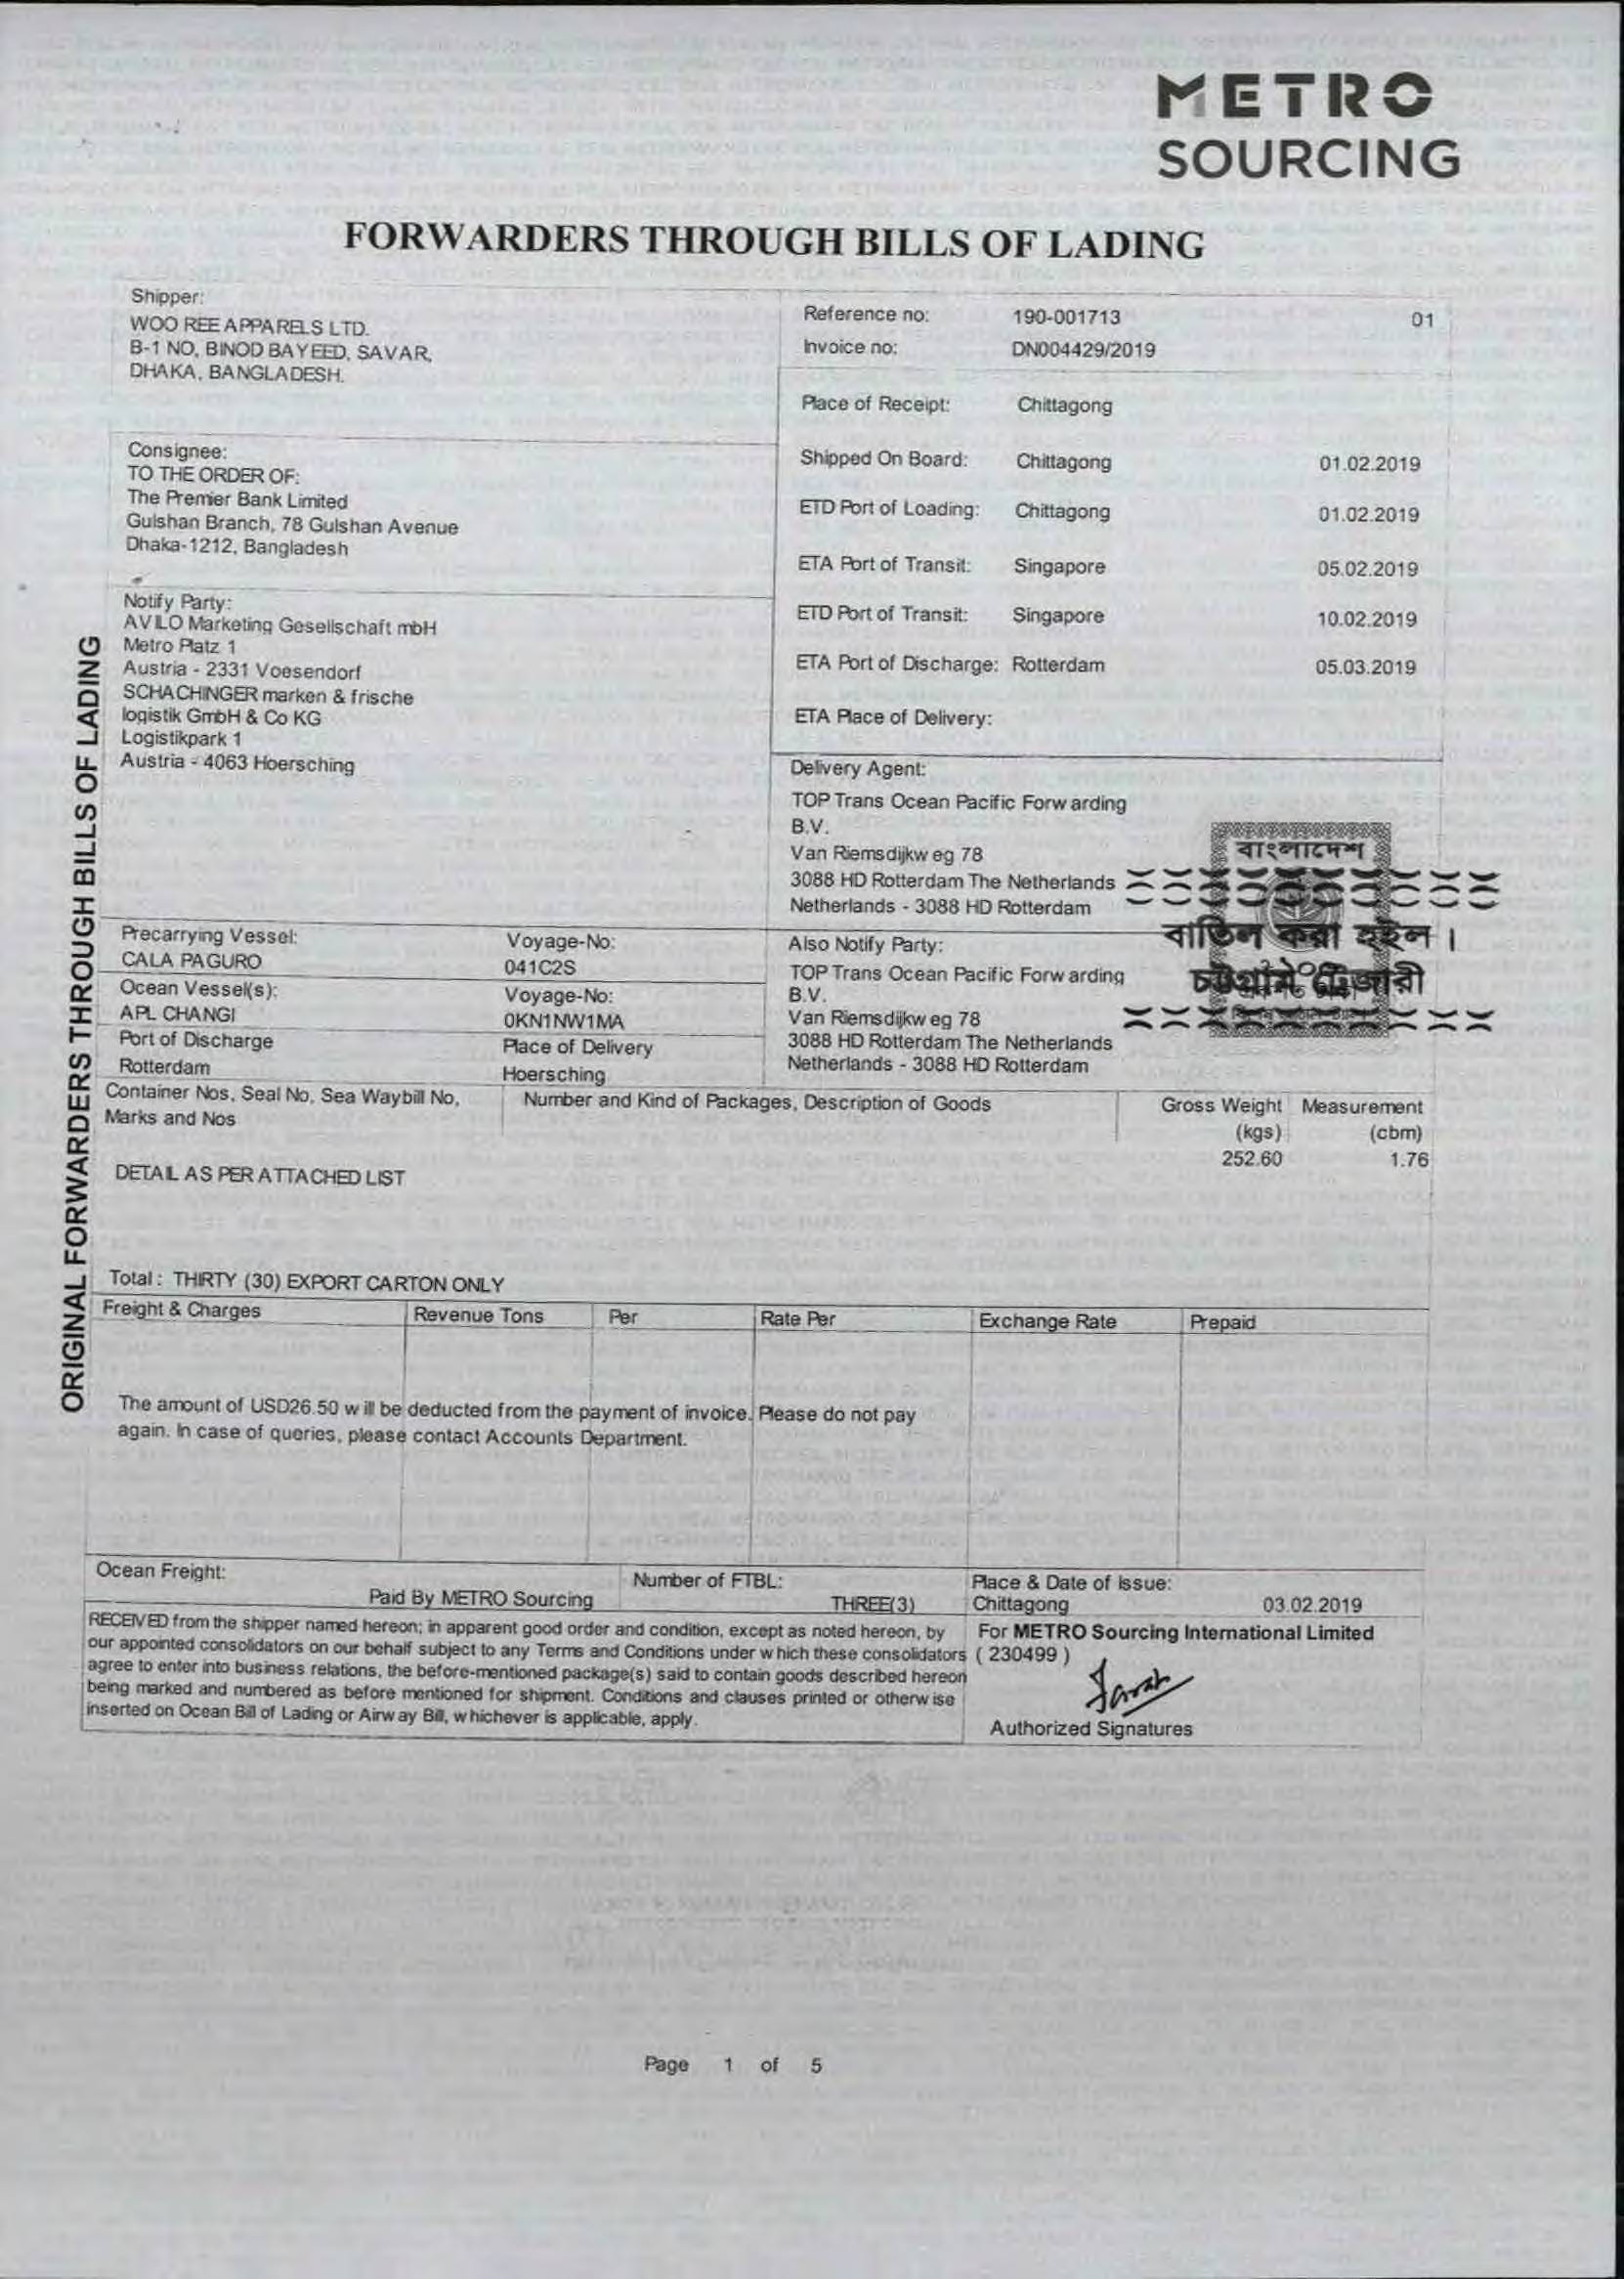 METRO
SOURCING
FORWARDERS THROUGH BILLS OF LADING
Shipper:
WOO REE APPARELS LTD.
B-1 NO, BINOD BAYEED, SAVAR,
DHAKA, BANGLADESH.
Reference no: 190-001713 01
Invoice no: DN004429/2019
Place of Receipt: Chittagong
Shipped On Board: Chittagong 01.02.2019
ETD Port of Loading: Chittagong 01.02.2019
ETA Port of Transit: Singapore 05.02.2019
ETD Port of Transit: Singapore 10.02.2019
ETA Port of Discharge: Rotterdam 05.03.2019
ETA Place of Delivery:
Consignee:
TO THE ORDER OF:
The Premier Bank Limited
Gulshan Branch, 78 Gulshan Avenue
Dhaka-1212, Bangladesh
Notify Party:
AVILO Marketing Gesellschaft mbH
Metro Platz 1
Austria - 2331 Voesendorf
SCHACHINGER marken & frische
logistik GmbH & Co KG
Logistikpark 1
Austria - 4063 Hoersching
Delivery Agent:
TOP Trans Ocean Pacific Forwarding
B.V.
Van Riemsdijkweg 78
3088 HD Rotterdam The Netherlands
Netherlands - 3088 HD Rotterdam
বাংলাদেশ
বাতিল করা হইল।
চট্টগ্রাম ট্রেজারী
Precarrying Vessel: Voyage-No:
CALA PAGURO 041C2S
Ocean Vessel(s): Voyage-No:
APL CHANGI 0KN1NW1MA
Port of Discharge Place of Delivery
Rotterdam Hoersching
Also Notify Party:
TOP Trans Ocean Pacific Forwarding
B.V.
Van Riemsdijkweg 78
3088 HD Rotterdam The Netherlands
Netherlands - 3088 HD Rotterdam
Container Nos, Seal No, Sea Waybill No, Number and Kind of Packages, Description of Goods Gross Weight Measurement
Marks and Nos (kgs) (cbm)
252.60 1.76
DETAIL AS PER ATTACHED LIST
Total : THIRTY (30) EXPORT CARTON ONLY
Freight & Charges Revenue Tons Per Rate Per Exchange Rate Prepaid
The amount of USD26.50 will be deducted from the payment of invoice. Please do not pay
again. In case of queries, please contact Accounts Department.
Ocean Freight: Number of FTBL: Place & Date of Issue:
Paid By METRO Sourcing THREE(3) Chittagong 03.02.2019
RECEIVED from the shipper named hereon; in apparent good order and condition, except as noted hereon, by
our appointed consolidators on our behalf subject to any Terms and Conditions under which these consolidators
agree to enter into business relations, the before-mentioned package(s) said to contain goods described hereon
being marked and numbered as before mentioned for shipment. Conditions and clauses printed or otherwise
inserted on Ocean Bill of Lading or Airway Bill, whichever is applicable, apply.
For METRO Sourcing International Limited
( 230499 )
Authorized Signatures
ORIGINAL FORWARDERS THROUGH BILLS OF LADING
Page 1 of 5